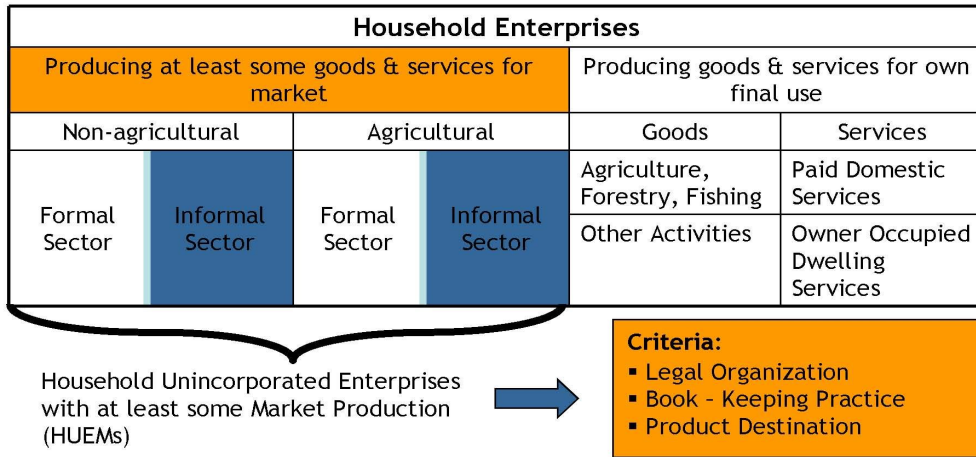 Household Enterprises
Producing at least some goods & services for
market
Producing goods & services for own
final use
Non-agricultural
Agricultural
Goods
Services
Formal
Sector
Informal
Sector
Formal
Sector
Informal
Sector
Agriculture,
Forestry, Fishing
Paid Domestic
Services
Other Activities
Owner Occupied
Dwelling
Services
Household Unincorporated Enterprises
with at least some Market Production
(HUEMs)
Criteria:
▪ Legal Organization
▪ Book – Keeping Practice
▪ Product Destination